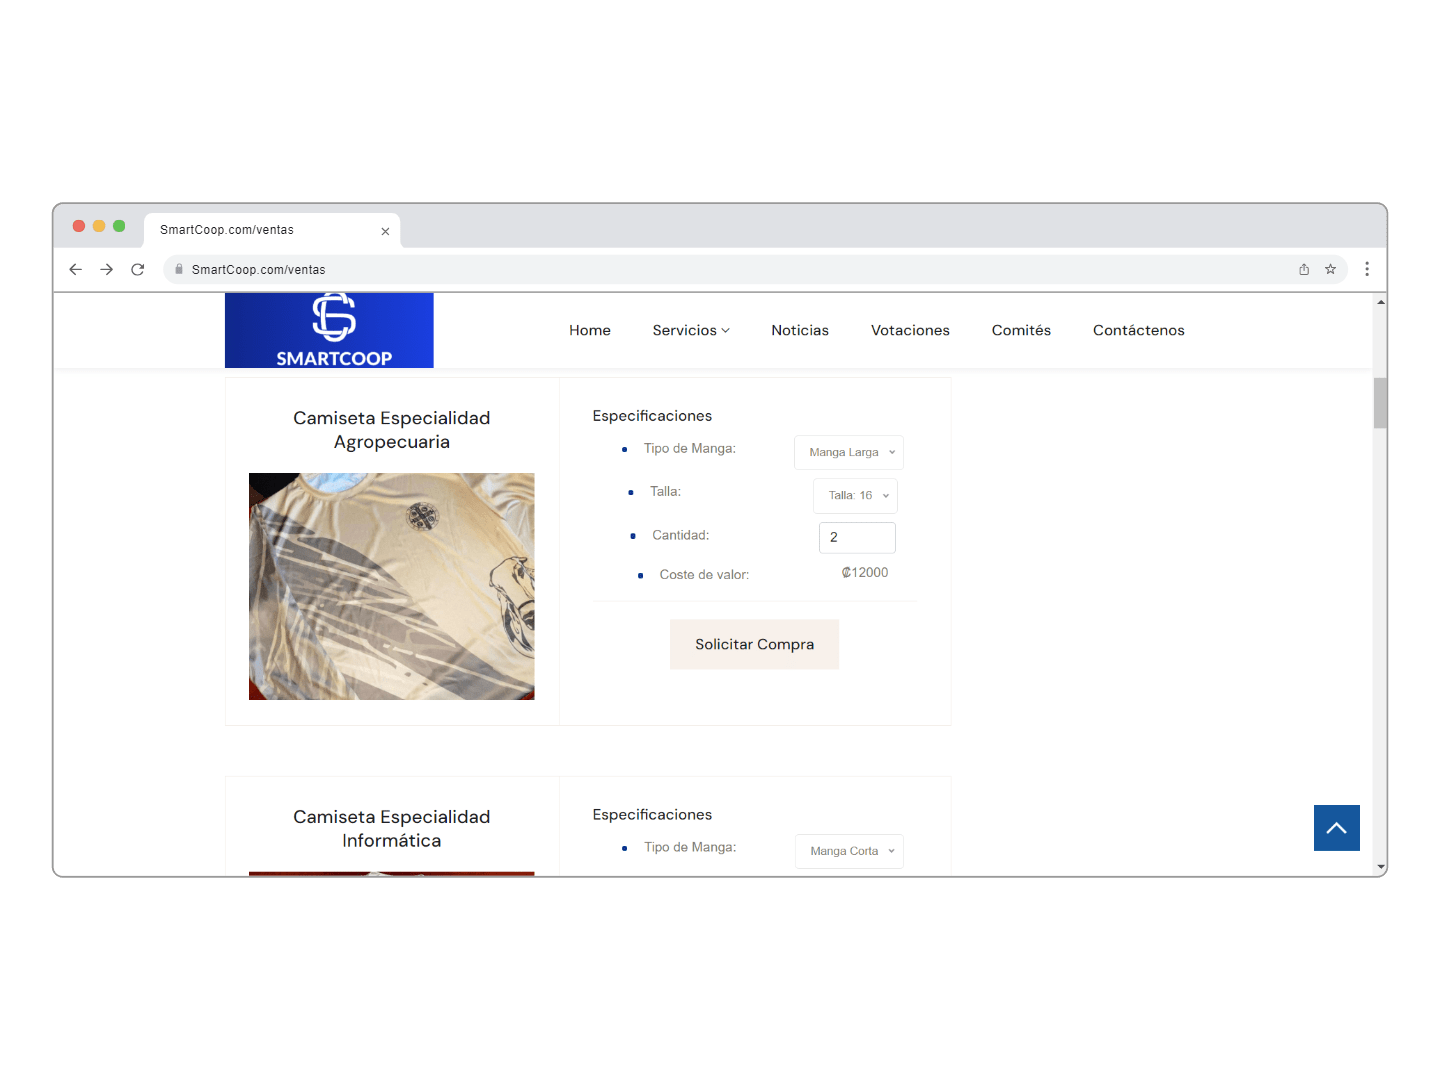 SmartCoop.com/ventas
SmartCoop.com/ventas
SMARTCOOP
Home
Servicios
Noticias
Votaciones
Comités
Contáctenos
Camiseta Especialidad
Agropecuaria
Especificaciones
Tipo de Manga:
Manga Larga
Talla:
Talla: 16
Cantidad:
2
Coste de valor:
₡12000
Solicitar Compra
Camiseta Especialidad
Informática
Especificaciones
Tipo de Manga:
Manga Corta